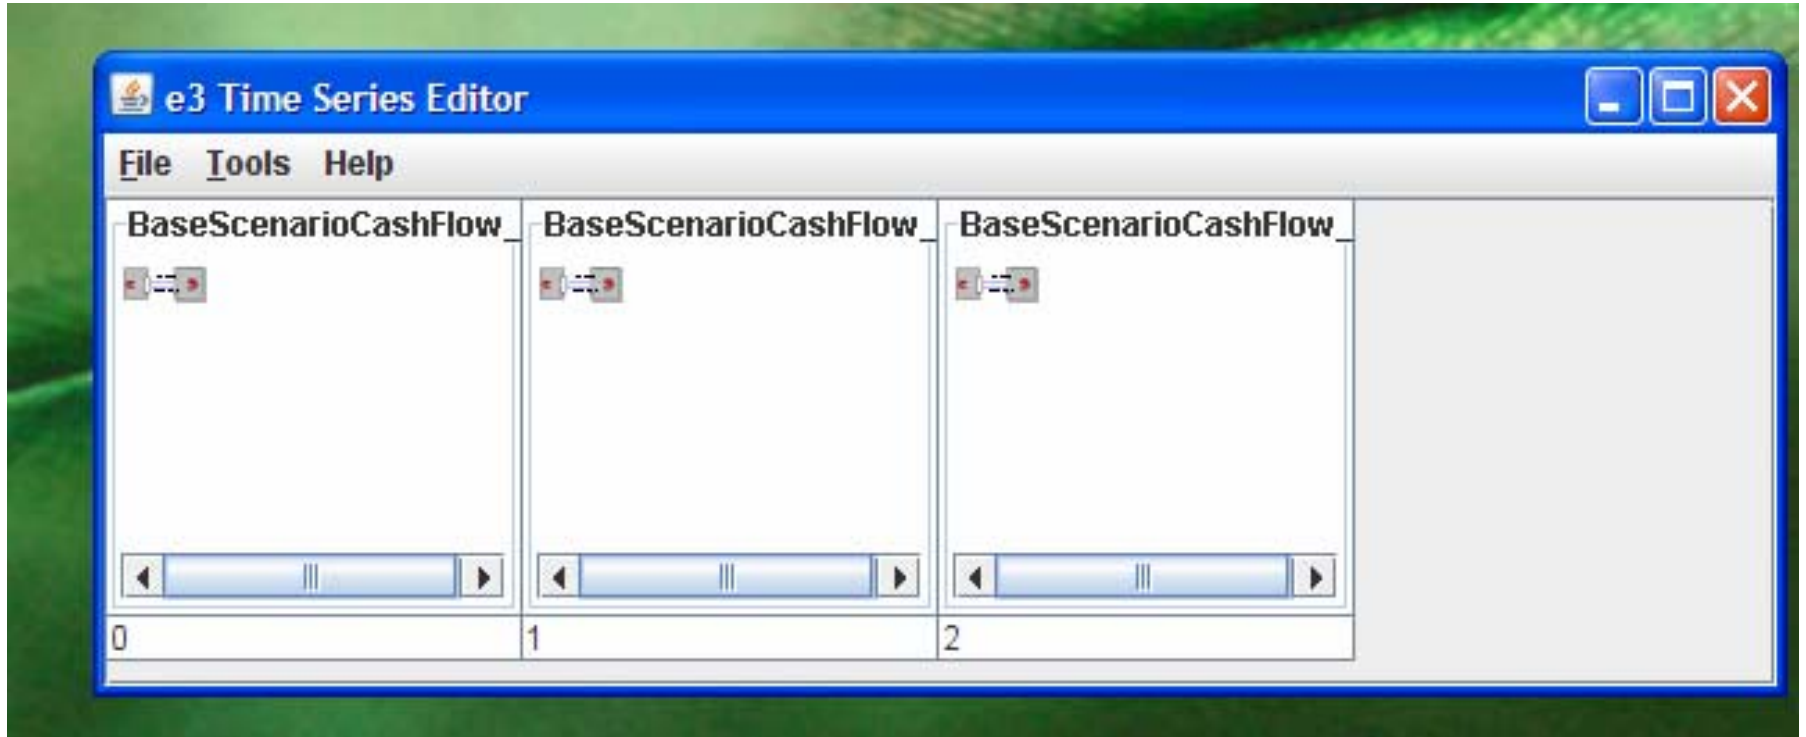 e3 Time Series Editor
File Tools Help
BaseScenarioCashFlow_ BaseScenarioCashFlow_ BaseScenarioCashFlow_
0 1 2